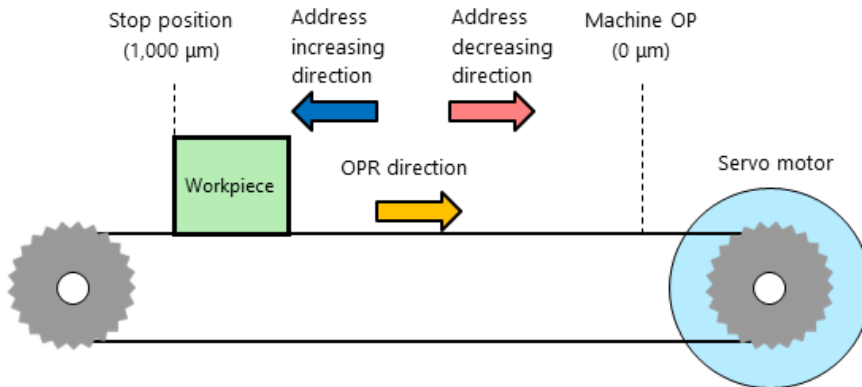 Stop position
(1,000 µm)
Address
increasing
direction
Address
decreasing
direction
Machine OP
(0 µm)
Workpiece
OPR direction
Servo motor